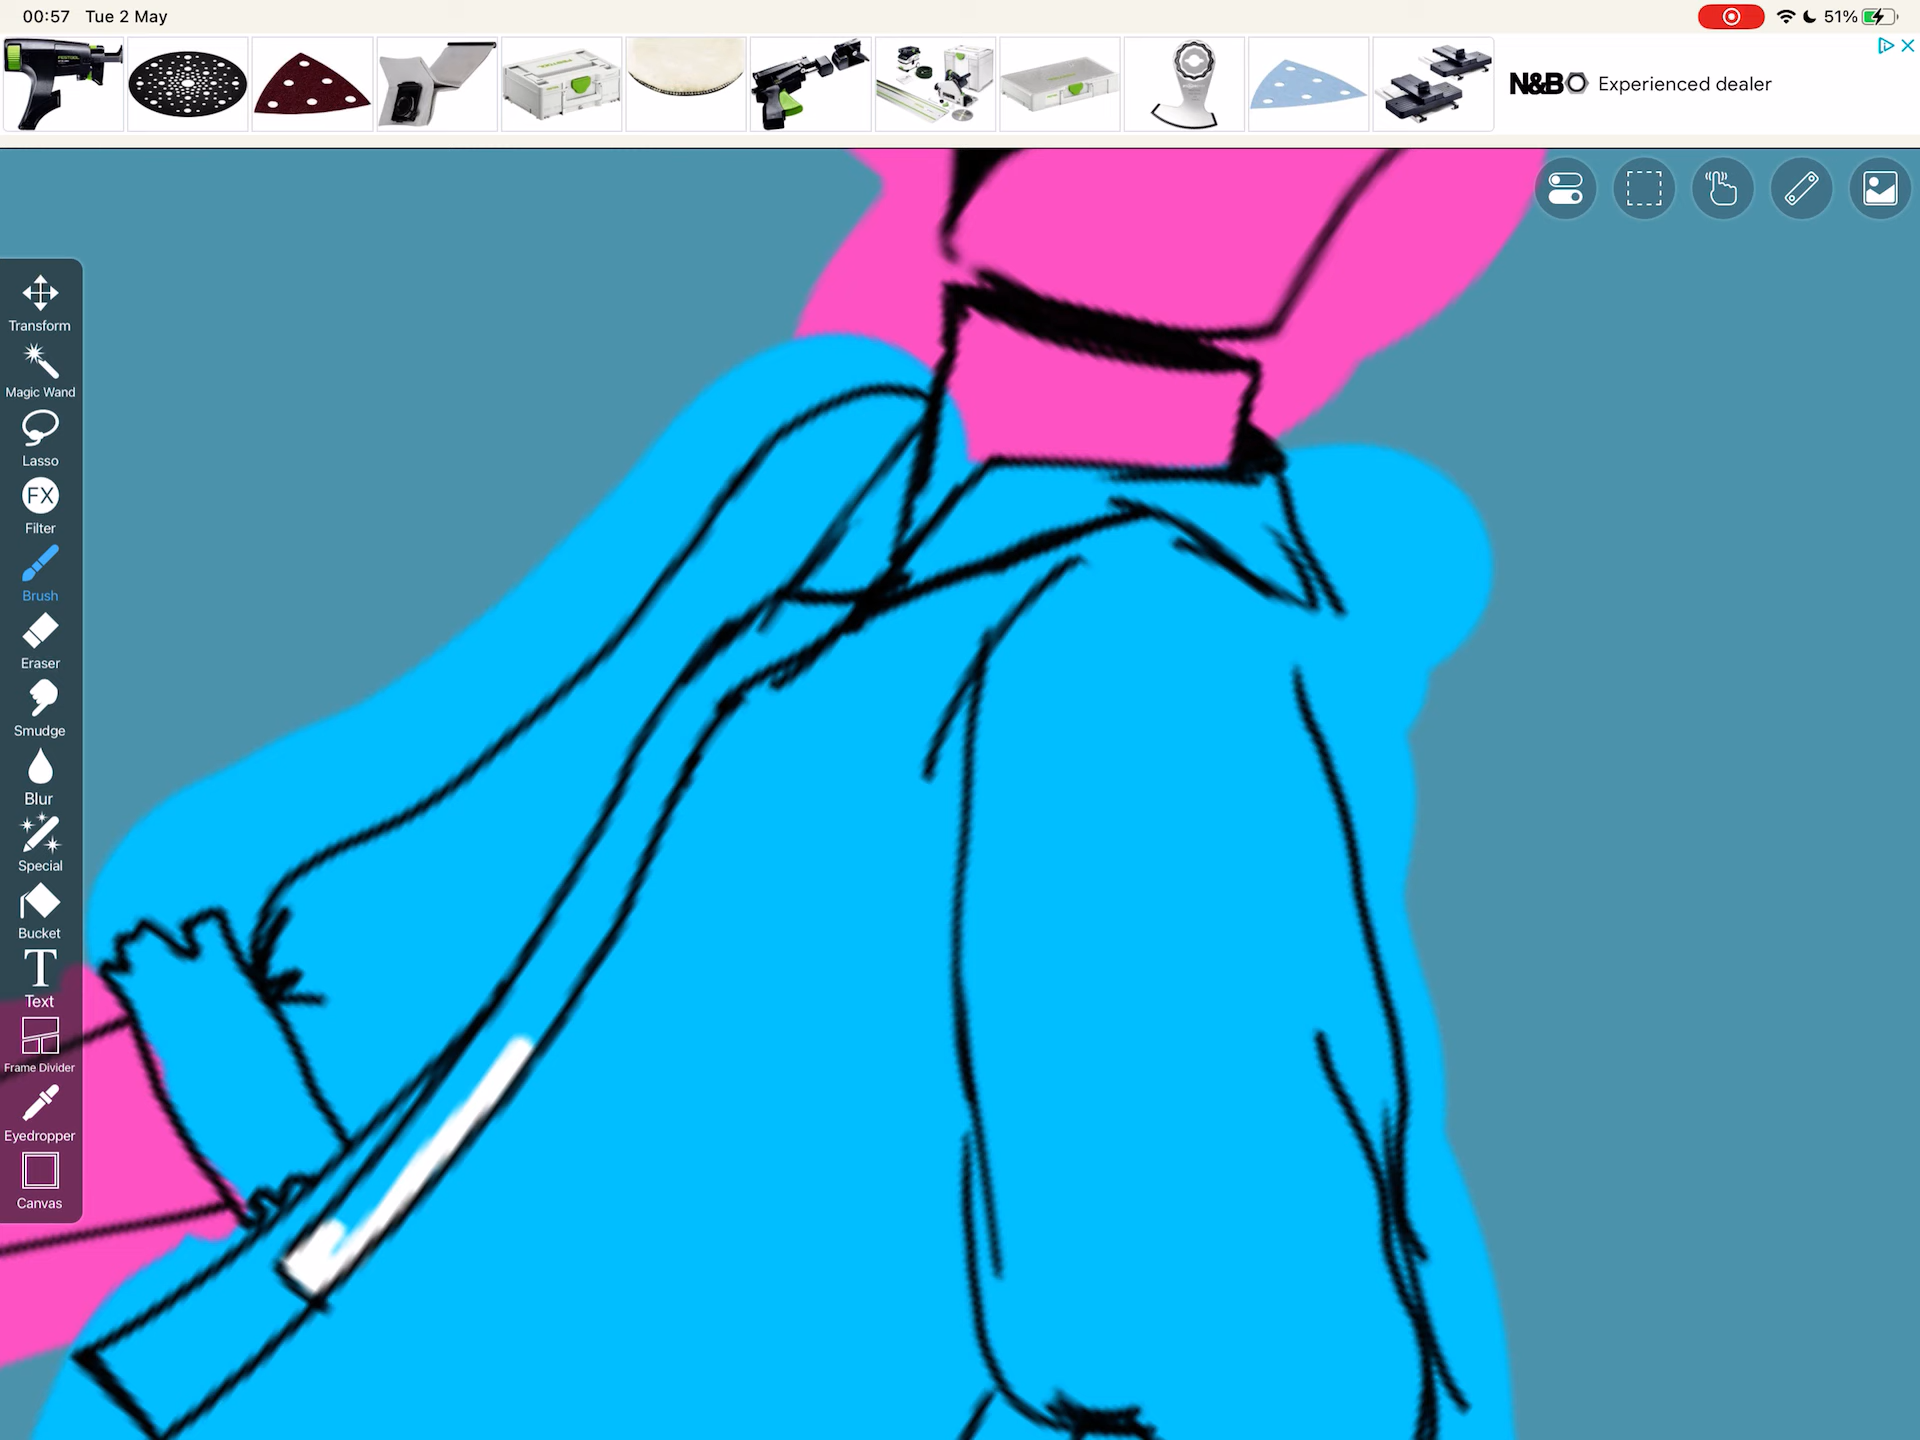 00:57 Tue 2 May
51%
N&B Experienced dealer
Transform
Magic Wand
Lasso
FX
Filter
Brush
Eraser
Smudge
Blur
Special
Bucket
T
Text
Frame Divider
Eyedropper
Canvas